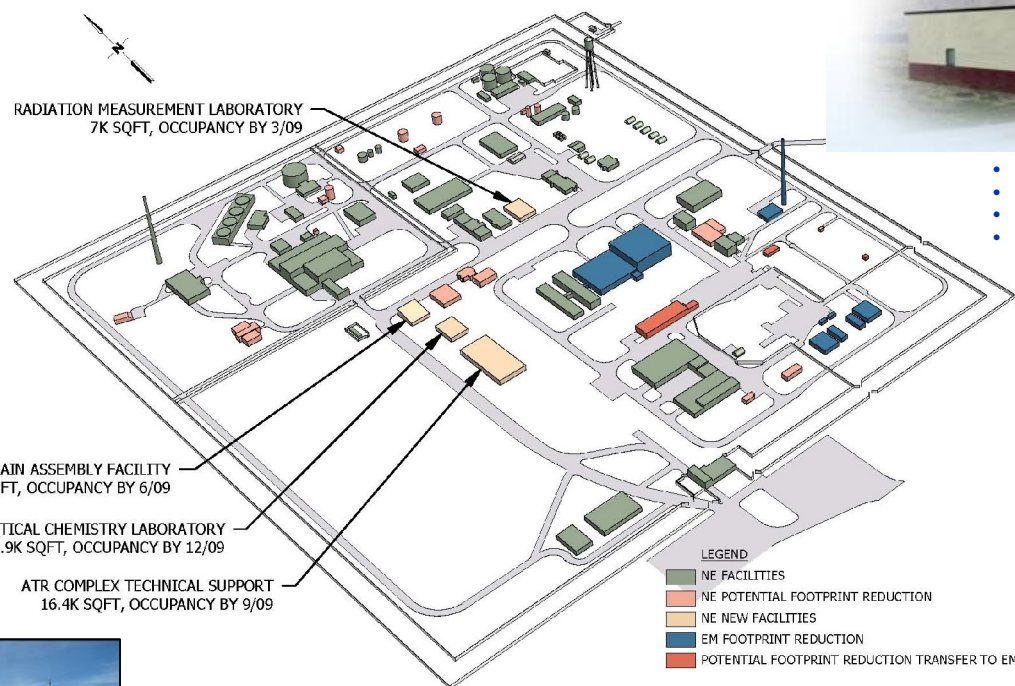 N
RADIATION MEASUREMENT LABORATORY
7K SQFT, OCCUPANCY BY 3/09
AIN ASSEMBLY FACILITY
FT, OCCUPANCY BY 6/09
TICAL CHEMISTRY LABORATORY
.9K SQFT, OCCUPANCY BY 12/09
ATR COMPLEX TECHNICAL SUPPORT
16.4K SQFT, OCCUPANCY BY 9/09
LEGEND
NE FACILITIES
NE POTENTIAL FOOTPRINT REDUCTION
NE NEW FACILITIES
EM FOOTPRINT REDUCTION
POTENTIAL FOOTPRINT REDUCTION TRANSFER TO EM